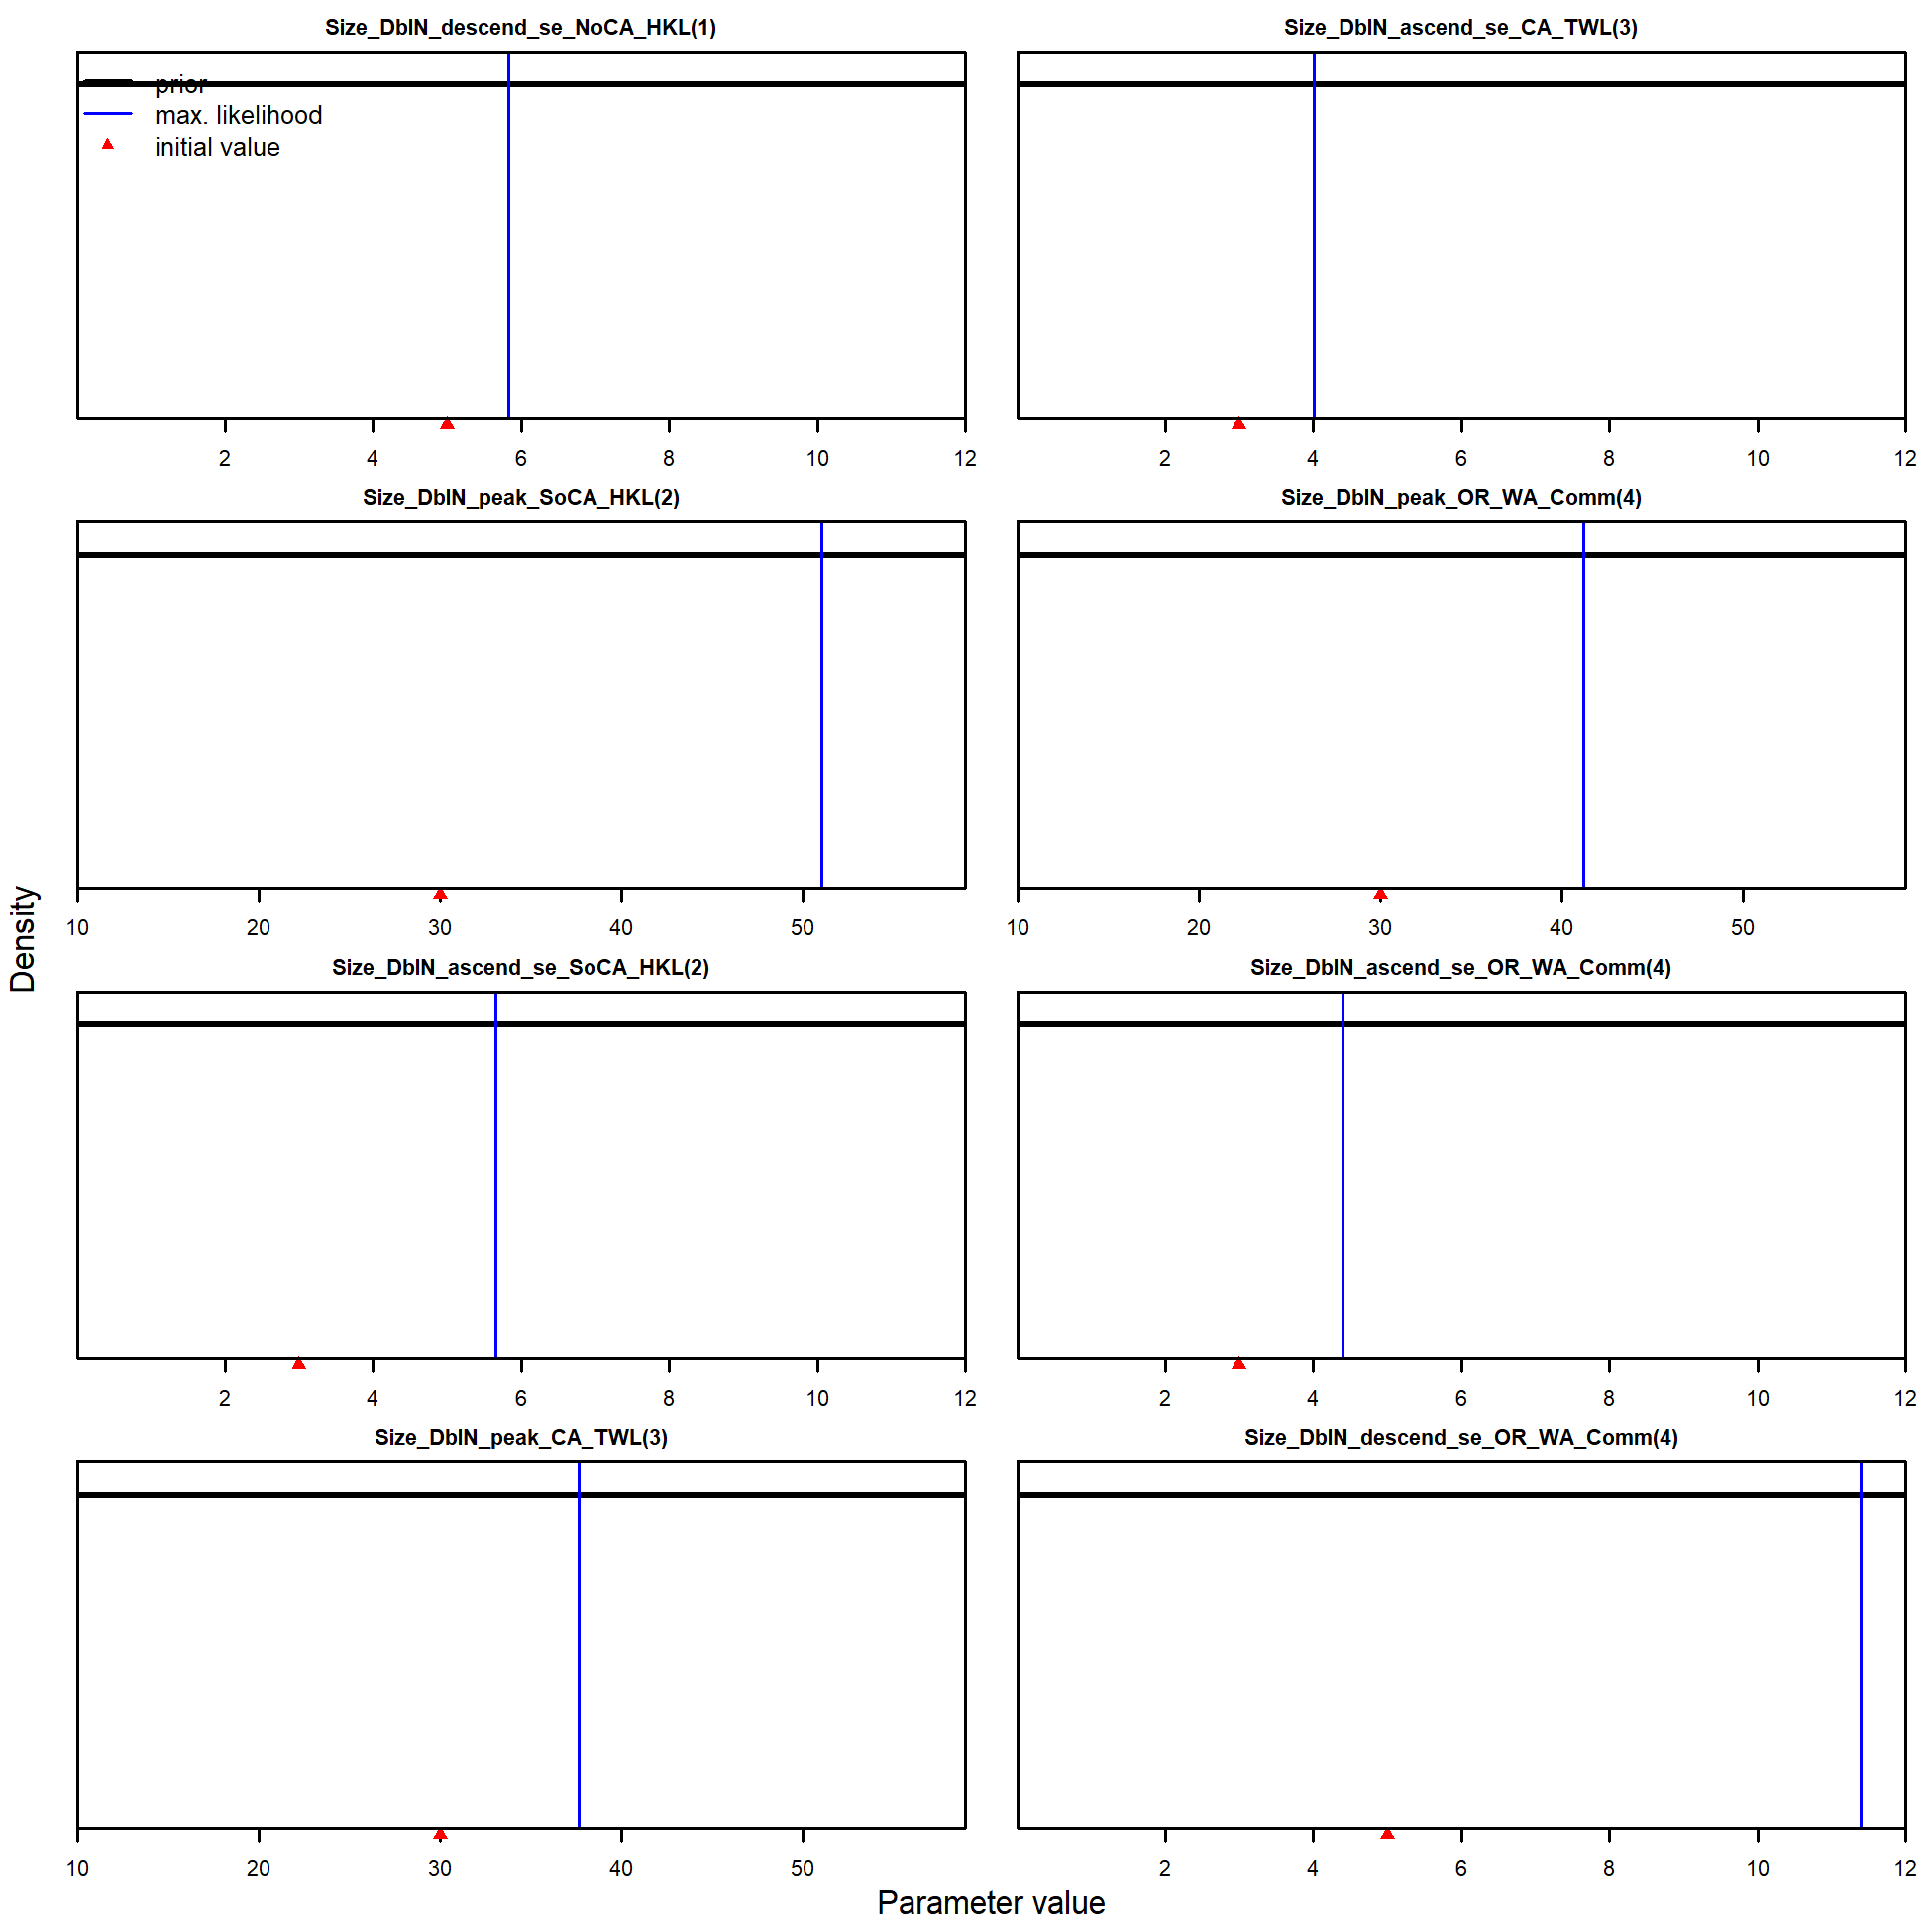 Size_DblN_descend_se_NoCA_HKL(1)
prior
max. likelihood
initial value
2 4 6 8 10 12
Size_DblN_ascend_se_CA_TWL(3)
2 4 6 8 10 12
Size_DblN_peak_SoCA_HKL(2)
10 20 30 40 50
Size_DblN_peak_OR_WA_Comm(4)
10 20 30 40 50
Size_DblN_ascend_se_SoCA_HKL(2)
2 4 6 8 10 12
Size_DblN_ascend_se_OR_WA_Comm(4)
2 4 6 8 10 12
Size_DblN_peak_CA_TWL(3)
10 20 30 40 50
Size_DblN_descend_se_OR_WA_Comm(4)
2 4 6 8 10 12
Density
Parameter value